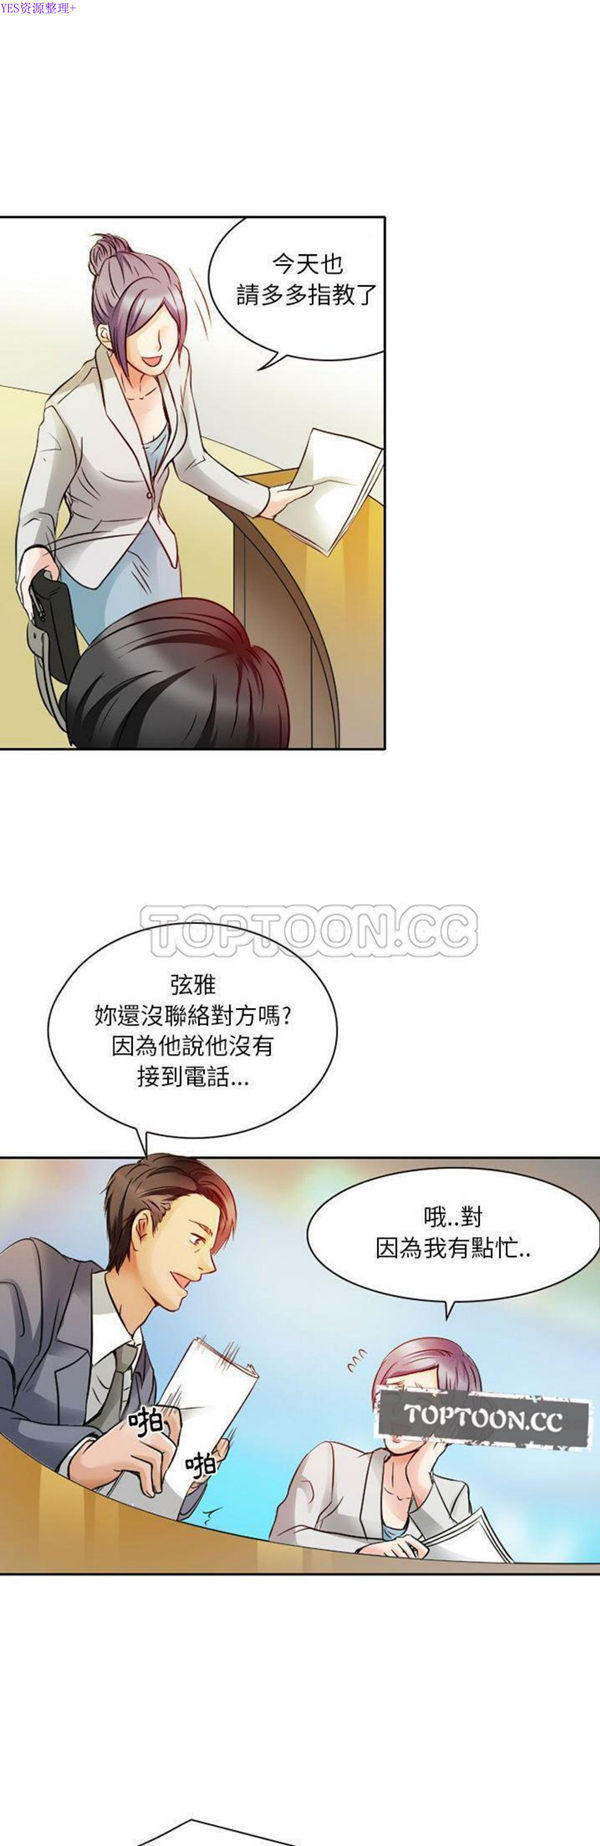 YES资源整理+
今天也
請多多指教了
TOPTOON.CC
弦雅
妳還沒聯絡對方嗎?
因為他說他沒有
接到電話...
哦..對
因為我有點忙..
TOPTOON.CC
啪
啪